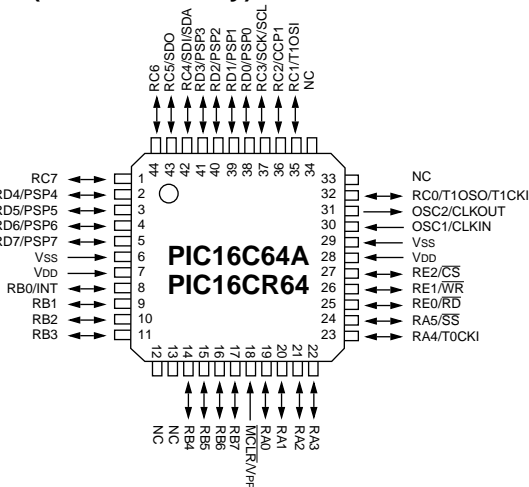 RC6
RC5/SDO
RC4/SDI/SDA
RD3/PSP3
RD2/PSP2
RD1/PSP1
RD0/PSP0
RC3/SCK/SCL
RC2/CCP1
RC1/T1OSI
NC
44
43
42
41
40
39
38
37
36
35
34
RC7
RD4/PSP4
RD5/PSP5
RD6/PSP6
RD7/PSP7
VSS
VDD
RB0/INT
RB1
RB2
RB3
1
2
3
4
5
6
7
8
9
10
11
PIC16C64A
PIC16CR64
33
32
31
30
29
28
27
26
25
24
23
NC
RC0/T1OSO/T1CKI
OSC2/CLKOUT
OSC1/CLKIN
VSS
VDD
RE2/CS
RE1/WR
RE0/RD
RA5/SS
RA4/T0CKI
12
13
14
15
16
17
18
19
20
21
22
NC
NC
RB4
RB5
RB6
RB7
MCLR/VPP
RA0
RA1
RA2
RA3